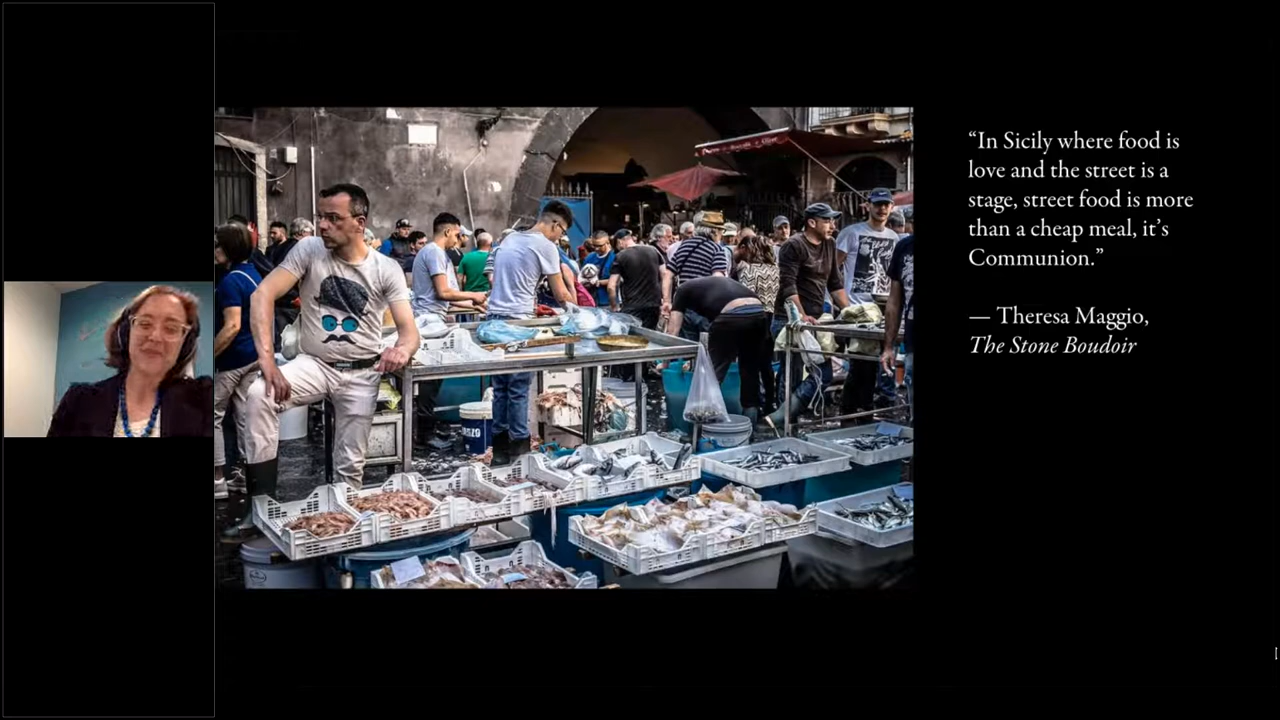 “In Sicily where food is
love and the street is a
stage, street food is more
than a cheap meal, it’s
Communion.”
— Theresa Maggio,
The Stone Boudoir